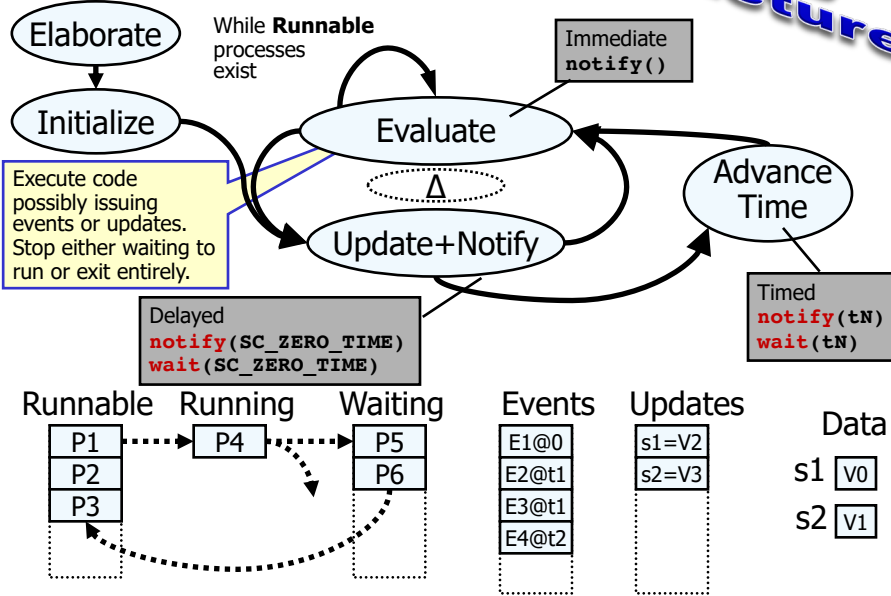 Elaborate
While Runnable
processes
exist
Immediate
notify()
Initialize
Evaluate
Execute code
possibly issuing
events or updates.
Stop either waiting to
run or exit entirely.
Δ
Advance
Time
Update+Notify
Delayed
notify(SC_ZERO_TIME)
wait(SC_ZERO_TIME)
Timed
notify(tN)
wait(tN)
Runnable
Running
Waiting
Events
Updates
Data
P1
P2
P3
P4
P5
P6
E1@0
E2@t1
E3@t1
E4@t2
s1=V2
s2=V3
s1 V0
s2 V1